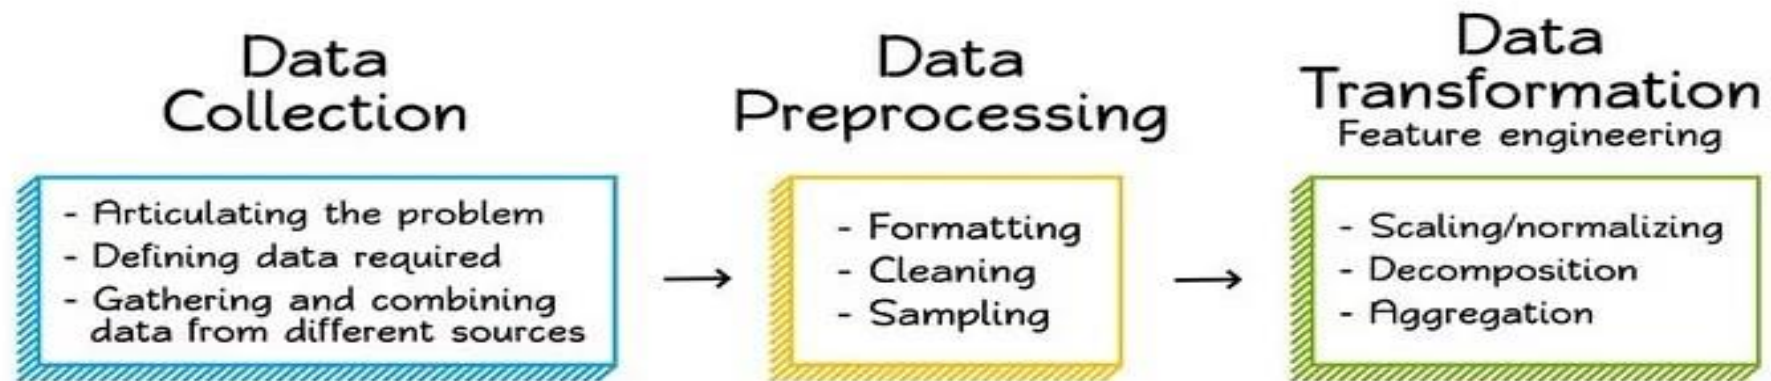 Data
Collection
- Articulating the problem
- Defining data required
- Gathering and combining
data from different sources
Data
Preprocessing
- Formatting
- Cleaning
- Sampling
Data
Transformation
Feature engineering
- Scaling/normalizing
- Decomposition
- Aggregation